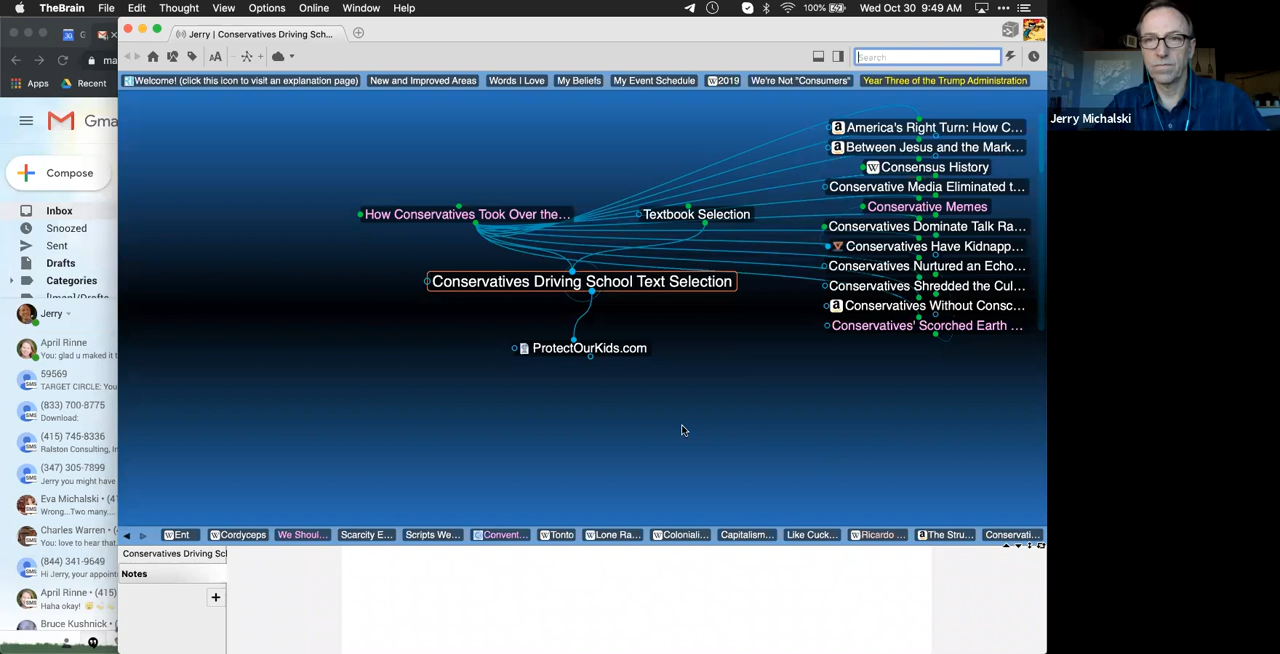 TheBrain File Edit Thought View Options Online Window Help
100% Wed Oct 30 9:49 AM
Jerry | Conservatives Driving Sch...
Search
Welcome! (click this icon to visit an explanation page) New and Improved Areas Words I Love My Beliefs My Event Schedule 2019 We're Not "Consumers" Year Three of the Trump Administration
Apps Recent
Compose
Inbox
Snoozed
Sent
Drafts
Categories
Jerry
April Rinne
You: glad u made it t
59569
TARGET CIRCLE: You
(833) 700-8775
Download:
(415) 745-8336
Ralston Consulting, In
(347) 305-7899
Jerry you might have
Eva Michalski • (4
Wrong...Two many....
Charles Warren • (
You: love to hear that.
(844) 341-9649
Hi Jerry, your appoint
April Rinne • (415)
Haha okay!
Bruce Kushnick •
How Conservatives Took Over the...
Textbook Selection
Conservatives Driving School Text Selection
ProtectOurKids.com
America's Right Turn: How C...
Between Jesus and the Mark...
Consensus History
Conservative Media Eliminated t...
Conservative Memes
Conservatives Dominate Talk Ra...
Conservatives Have Kidnapp...
Conservatives Nurtured an Echo...
Conservatives Shredded the Cul...
Conservatives Without Consc...
Conservatives' Scorched Earth ...
Ent Cordyceps We Shoul... Scarcity E... Scripts We... Convent... Tonto Lone Ra... Coloniali... Capitalism... Like Cuck... Ricardo ... The Stru... Conservati...
Conservatives Driving Scl
Notes
Jerry Michalski